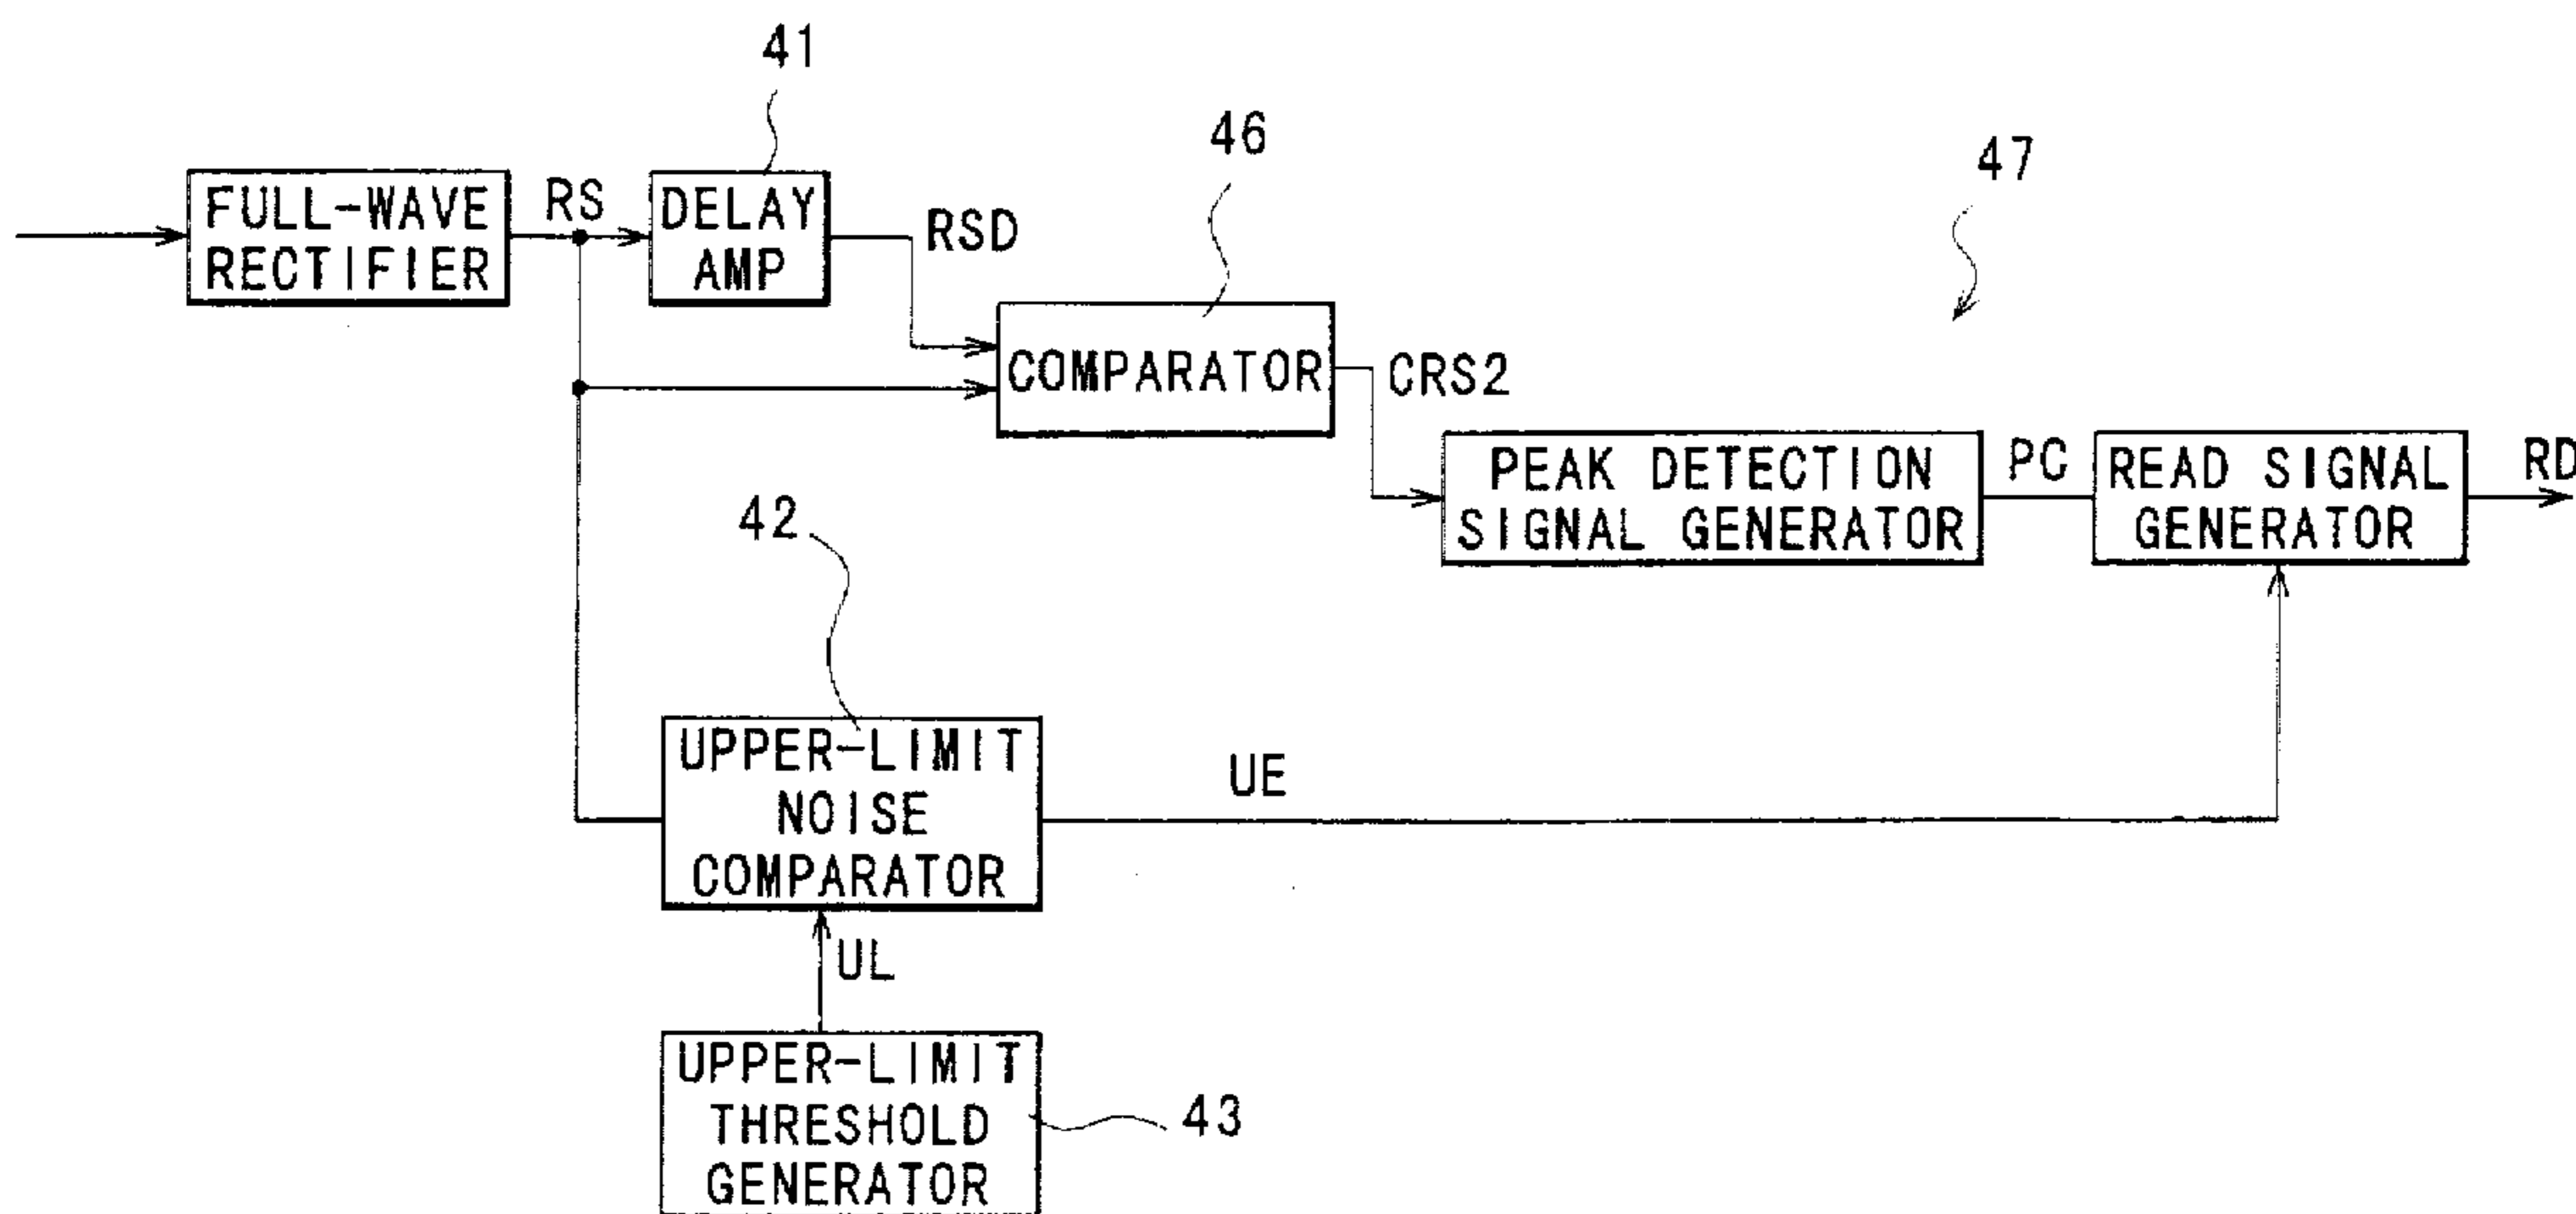 41
46
47
FULL-WAVE
RECTIFIER
RS
DELAY
AMP
RSD
COMPARATOR
CRS2
PEAK DETECTION
SIGNAL GENERATOR
PC
READ SIGNAL
GENERATOR
RD
42
UPPER-LIMIT
NOISE
COMPARATOR
UE
UL
UPPER-LIMIT
THRESHOLD
GENERATOR
43